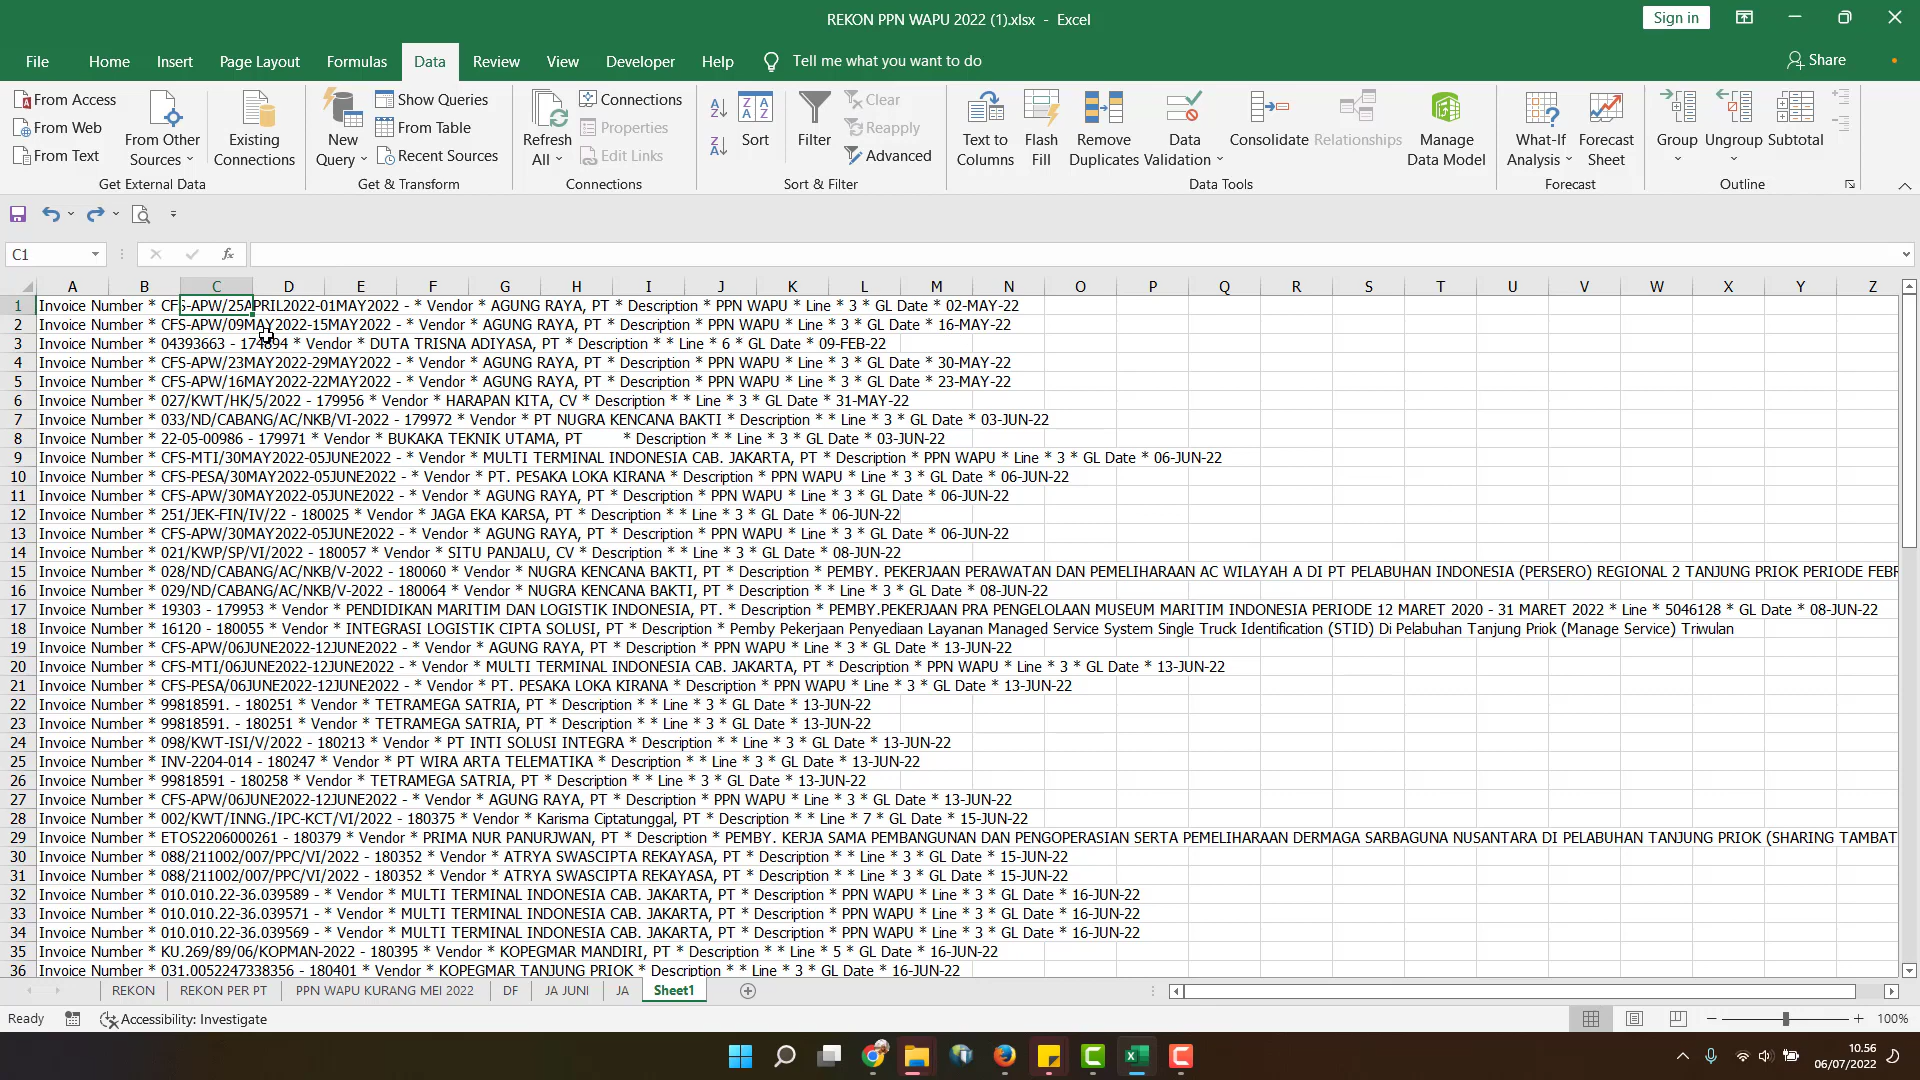 REKON PPN WAPU 2022 (1).xlsx - Excel
Sign in
File Home Insert Page Layout Formulas Data Review View Developer Help Tell me what you want to do Share
From Access
From Web
From Text
From Other Sources
Existing Connections
Get External Data
New Query
Show Queries
From Table
Recent Sources
Get & Transform
Refresh All
Connections
Properties
Edit Links
Connections
Sort
Filter
Clear
Reapply
Advanced
Sort & Filter
Text to Columns
Flash Fill
Remove Duplicates
Data Validation
Consolidate
Relationships
Manage Data Model
Data Tools
What-If Analysis
Forecast Sheet
Forecast
Group
Ungroup
Subtotal
Outline
C1
fx
A B C D E F G H I J K L M N O P Q R S T U V W X Y Z
1 Invoice Number * CFS-APW/25APRIL2022-01MAY2022 - * Vendor * AGUNG RAYA, PT * Description * PPN WAPU * Line * 3 * GL Date * 02-MAY-22
2 Invoice Number * CFS-APW/09MAY2022-15MAY2022 - * Vendor * AGUNG RAYA, PT * Description * PPN WAPU * Line * 3 * GL Date * 16-MAY-22
3 Invoice Number * 04393663 - 174894 * Vendor * DUTA TRISNA ADIYASA, PT * Description * * Line * 6 * GL Date * 09-FEB-22
4 Invoice Number * CFS-APW/23MAY2022-29MAY2022 - * Vendor * AGUNG RAYA, PT * Description * PPN WAPU * Line * 3 * GL Date * 30-MAY-22
5 Invoice Number * CFS-APW/16MAY2022-22MAY2022 - * Vendor * AGUNG RAYA, PT * Description * PPN WAPU * Line * 3 * GL Date * 23-MAY-22
6 Invoice Number * 027/KWT/HK/5/2022 - 179956 * Vendor * HARAPAN KITA, CV * Description * * Line * 3 * GL Date * 31-MAY-22
7 Invoice Number * 033/ND/CABANG/AC/NKB/VI-2022 - 179972 * Vendor * PT NUGRA KENCANA BAKTI * Description * * Line * 3 * GL Date * 03-JUN-22
8 Invoice Number * 22-05-00986 - 179971 * Vendor * BUKAKA TEKNIK UTAMA, PT * Description * * Line * 3 * GL Date * 03-JUN-22
9 Invoice Number * CFS-MTI/30MAY2022-05JUNE2022 - * Vendor * MULTI TERMINAL INDONESIA CAB. JAKARTA, PT * Description * PPN WAPU * Line * 3 * GL Date * 06-JUN-22
10 Invoice Number * CFS-PESA/30MAY2022-05JUNE2022 - * Vendor * PT. PESAKA LOKA KIRANA * Description * PPN WAPU * Line * 3 * GL Date * 06-JUN-22
11 Invoice Number * CFS-APW/30MAY2022-05JUNE2022 - * Vendor * AGUNG RAYA, PT * Description * PPN WAPU * Line * 3 * GL Date * 06-JUN-22
12 Invoice Number * 251/JEK-FIN/IV/22 - 180025 * Vendor * JAGA EKA KARSA, PT * Description * * Line * 3 * GL Date * 06-JUN-22
13 Invoice Number * CFS-APW/30MAY2022-05JUNE2022 - * Vendor * AGUNG RAYA, PT * Description * PPN WAPU * Line * 3 * GL Date * 06-JUN-22
14 Invoice Number * 021/KWP/SP/VI/2022 - 180057 * Vendor * SITU PANJALU, CV * Description * * Line * 3 * GL Date * 08-JUN-22
15 Invoice Number * 028/ND/CABANG/AC/NKB/V-2022 - 180060 * Vendor * NUGRA KENCANA BAKTI, PT * Description * PEMBY. PEKERJAAN PERAWATAN DAN PEMELIHARAAN AC WILAYAH A DI PT PELABUHAN INDONESIA (PERSERO) REGIONAL 2 TANJUNG PRIOK PERIODE FEBR
16 Invoice Number * 029/ND/CABANG/AC/NKB/V-2022 - 180064 * Vendor * NUGRA KENCANA BAKTI, PT * Description * * Line * 3 * GL Date * 08-JUN-22
17 Invoice Number * 19303 - 179953 * Vendor * PENDIDIKAN MARITIM DAN LOGISTIK INDONESIA, PT. * Description * PEMBY.PEKERJAAN PRA PENGELOLAAN MUSEUM MARITIM INDONESIA PERIODE 12 MARET 2020 - 31 MARET 2022 * Line * 5046128 * GL Date * 08-JUN-22
18 Invoice Number * 16120 - 180055 * Vendor * INTEGRASI LOGISTIK CIPTA SOLUSI, PT * Description * Pemby Pekerjaan Penyediaan Layanan Managed Service System Single Truck Identification (STID) Di Pelabuhan Tanjung Priok (Manage Service) Triwulan
19 Invoice Number * CFS-APW/06JUNE2022-12JUNE2022 - * Vendor * AGUNG RAYA, PT * Description * PPN WAPU * Line * 3 * GL Date * 13-JUN-22
20 Invoice Number * CFS-MTI/06JUNE2022-12JUNE2022 - * Vendor * MULTI TERMINAL INDONESIA CAB. JAKARTA, PT * Description * PPN WAPU * Line * 3 * GL Date * 13-JUN-22
21 Invoice Number * CFS-PESA/06JUNE2022-12JUNE2022 - * Vendor * PT. PESAKA LOKA KIRANA * Description * PPN WAPU * Line * 3 * GL Date * 13-JUN-22
22 Invoice Number * 99818591. - 180251 * Vendor * TETRAMEGA SATRIA, PT * Description * * Line * 3 * GL Date * 13-JUN-22
23 Invoice Number * 99818591. - 180251 * Vendor * TETRAMEGA SATRIA, PT * Description * * Line * 3 * GL Date * 13-JUN-22
24 Invoice Number * 098/KWT-ISI/V/2022 - 180213 * Vendor * PT INTI SOLUSI INTEGRA * Description * * Line * 3 * GL Date * 13-JUN-22
25 Invoice Number * INV-2204-014 - 180247 * Vendor * PT WIRA ARTA TELEMATIKA * Description * * Line * 3 * GL Date * 13-JUN-22
26 Invoice Number * 99818591 - 180258 * Vendor * TETRAMEGA SATRIA, PT * Description * * Line * 3 * GL Date * 13-JUN-22
27 Invoice Number * CFS-APW/06JUNE2022-12JUNE2022 - * Vendor * AGUNG RAYA, PT * Description * PPN WAPU * Line * 3 * GL Date * 13-JUN-22
28 Invoice Number * 002/KWT/INNG./IPC-KCT/VI/2022 - 180375 * Vendor * Karisma Ciptatunggal, PT * Description * * Line * 7 * GL Date * 15-JUN-22
29 Invoice Number * ETOS2206000261 - 180379 * Vendor * PRIMA NUR PANURJWAN, PT * Description * PEMBY. KERJA SAMA PEMBANGUNAN DAN PENGOPERASIAN SERTA PEMELIHARAAN DERMAGA SARBAGUNA NUSANTARA DI PELABUHAN TANJUNG PRIOK (SHARING TAMBAT
30 Invoice Number * 088/211002/007/PPC/VI/2022 - 180352 * Vendor * ATRYA SWASCIPTA REKAYASA, PT * Description * * Line * 3 * GL Date * 15-JUN-22
31 Invoice Number * 088/211002/007/PPC/VI/2022 - 180352 * Vendor * ATRYA SWASCIPTA REKAYASA, PT * Description * * Line * 3 * GL Date * 15-JUN-22
32 Invoice Number * 010.010.22-36.039589 - * Vendor * MULTI TERMINAL INDONESIA CAB. JAKARTA, PT * Description * PPN WAPU * Line * 3 * GL Date * 16-JUN-22
33 Invoice Number * 010.010.22-36.039571 - * Vendor * MULTI TERMINAL INDONESIA CAB. JAKARTA, PT * Description * PPN WAPU * Line * 3 * GL Date * 16-JUN-22
34 Invoice Number * 010.010.22-36.039569 - * Vendor * MULTI TERMINAL INDONESIA CAB. JAKARTA, PT * Description * PPN WAPU * Line * 3 * GL Date * 16-JUN-22
35 Invoice Number * KU.269/89/06/KOPMAN-2022 - 180395 * Vendor * KOPEGMAR MANDIRI, PT * Description * * Line * 5 * GL Date * 16-JUN-22
36 Invoice Number * 031.0052247338356 - 180401 * Vendor * KOPEGMAR TANJUNG PRIOK * Description * * Line * 3 * GL Date * 16-JUN-22
REKON REKON PER PT PPN WAPU KURANG MEI 2022 DF JA JUNI JA Sheet1
Ready Accessibility: Investigate 100%
10.56
06/07/2022